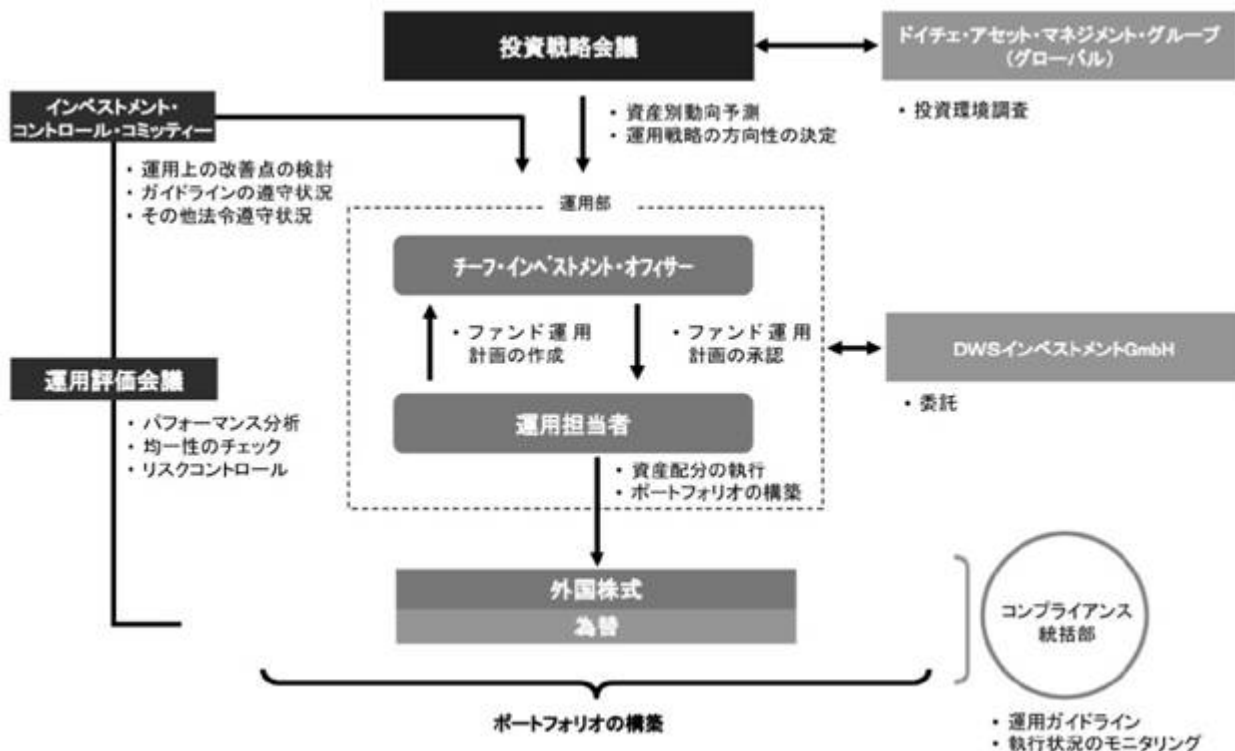 投資戦略会議
ドイチェ・アセット・マネジメント・グループ
(グローバル)
・投資環境調査
インベストメント・
コントロール・コミッティー
・資産別動向予測
・運用戦略の方向性の決定
・運用上の改善点の検討
・ガイドラインの遵守状況
・その他法令遵守状況
運用部
チーフ・インベストメント・オフィサー
・ファンド運用
計画の作成
・ファンド運用
計画の承認
DWSインベストメントGmbH
・委託
運用評価会議
・パフォーマンス分析
・均一性のチェック
・リスクコントロール
運用担当者
・資産配分の執行
・ポートフォリオの構築
外国株式
為替
コンプライアンス
統括部
ポートフォリオの構築
・運用ガイドライン
・執行状況のモニタリング